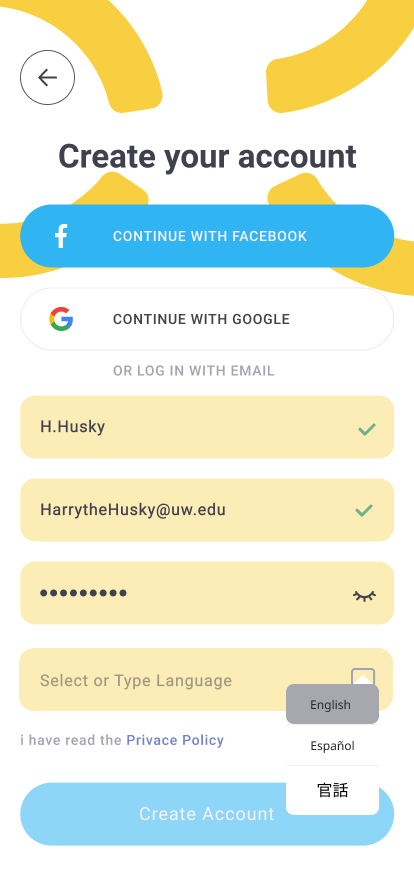 Create your account
CONTINUE WITH FACEBOOK
CONTINUE WITH GOOGLE
OR LOG IN WITH EMAIL
H.Husky
HarrytheHusky@uw.edu
Select or Type Language
English
Español
官話
i have read the Privace Policy
Create Account